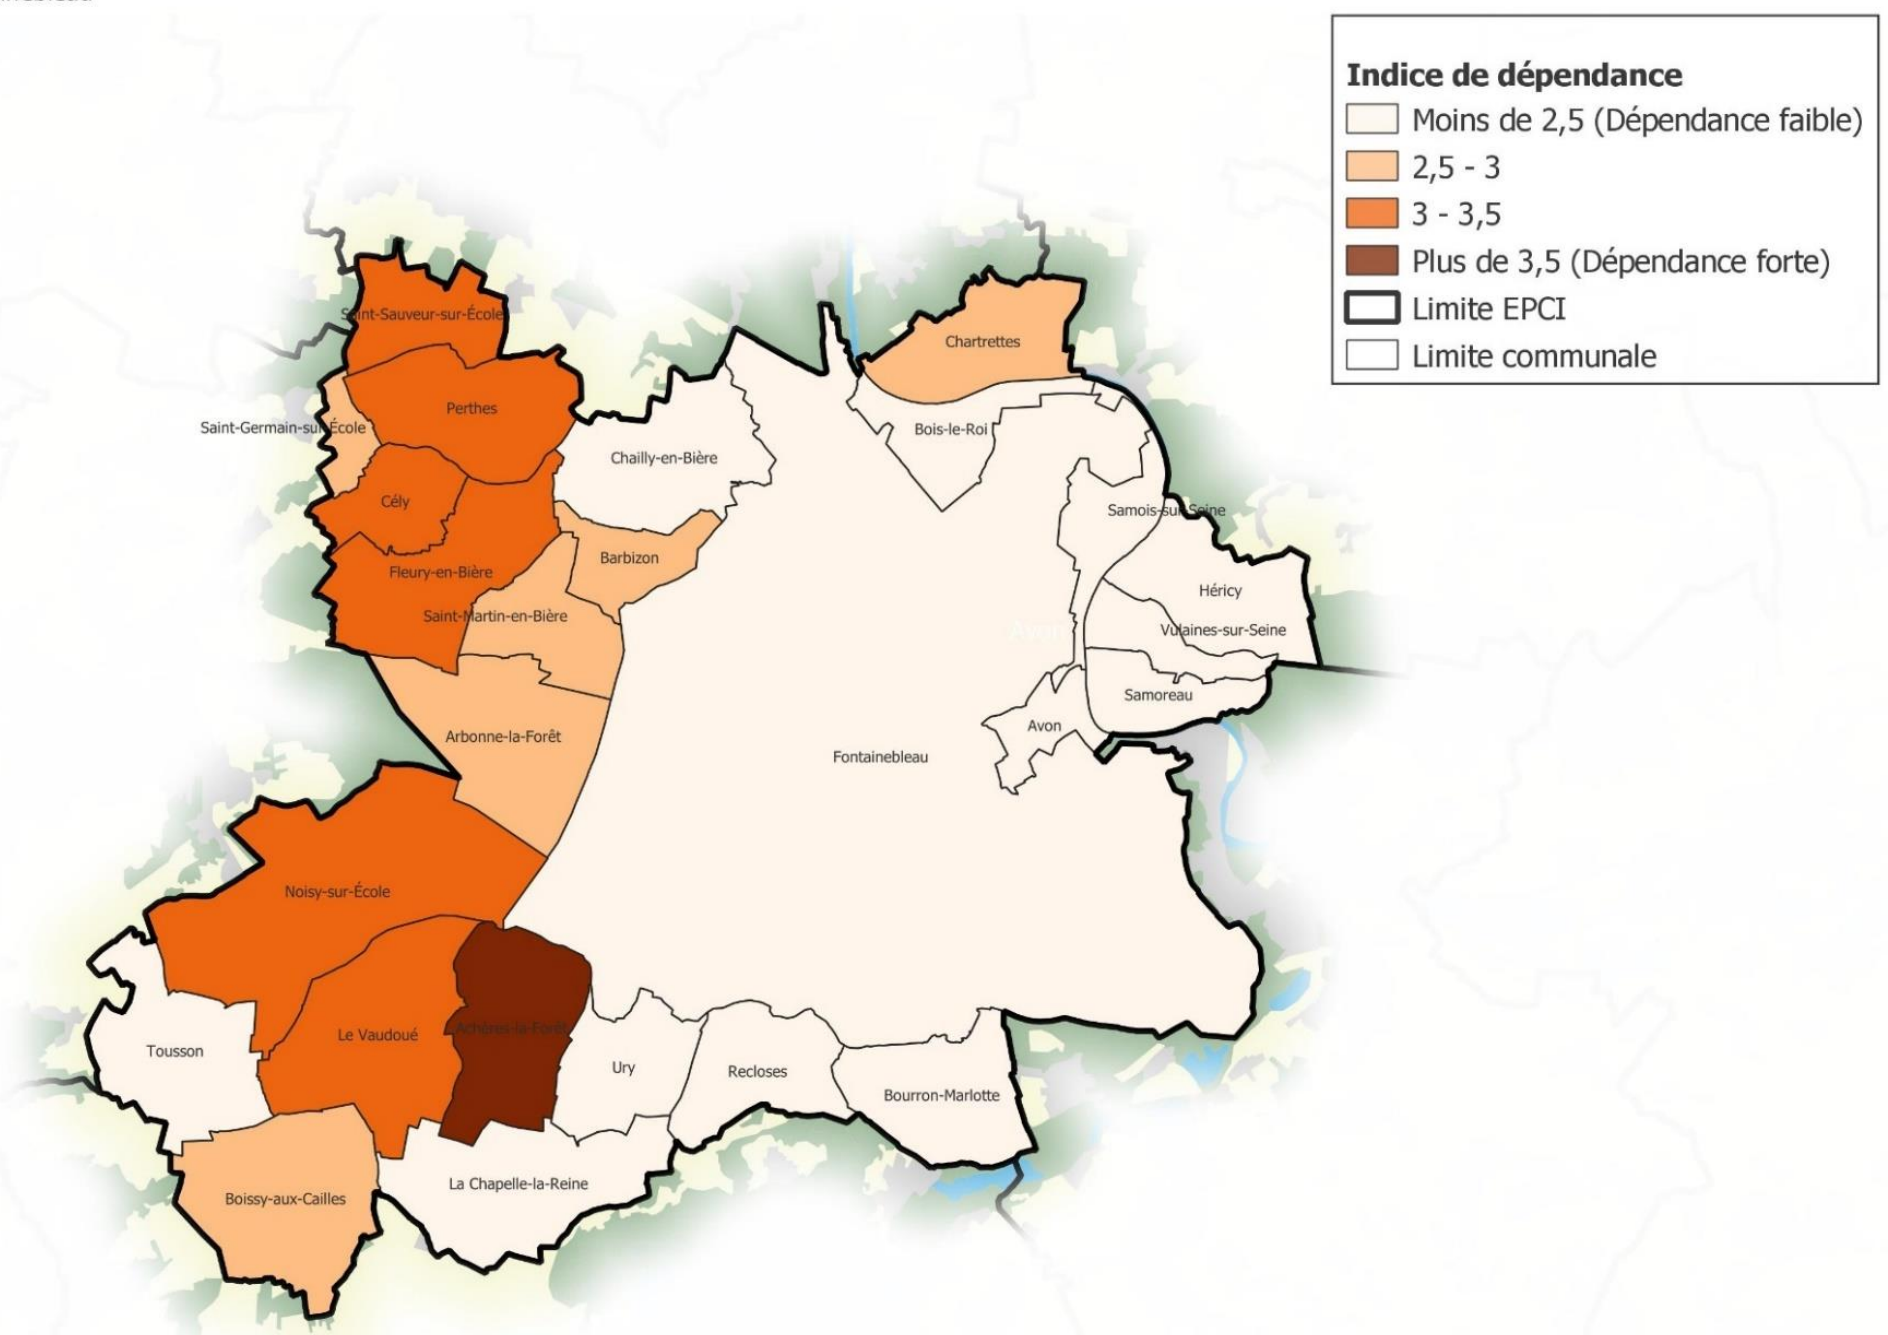 Indice de dépendance
Moins de 2,5 (Dépendance faible)
2,5 - 3
3 - 3,5
Plus de 3,5 (Dépendance forte)
Limite EPCI
Limite communale
Saint-Sauveur-sur-École
Chartrettes
Perthes
Saint-Germain-sur-École
Bois-le-Roi
Chailly-en-Bière
Cély
Samois-sur-Seine
Barbizon
Fleury-en-Bière
Héricy
Saint-Martin-en-Bière
Avon
Vulaines-sur-Seine
Samoreau
Avon
Arbonne-la-Forêt
Fontainebleau
Noisy-sur-École
Achères-la-Forêt
Le Vaudoué
Tousson
Ury
Recloses
Bourron-Marlotte
La Chapelle-la-Reine
Boissy-aux-Cailles